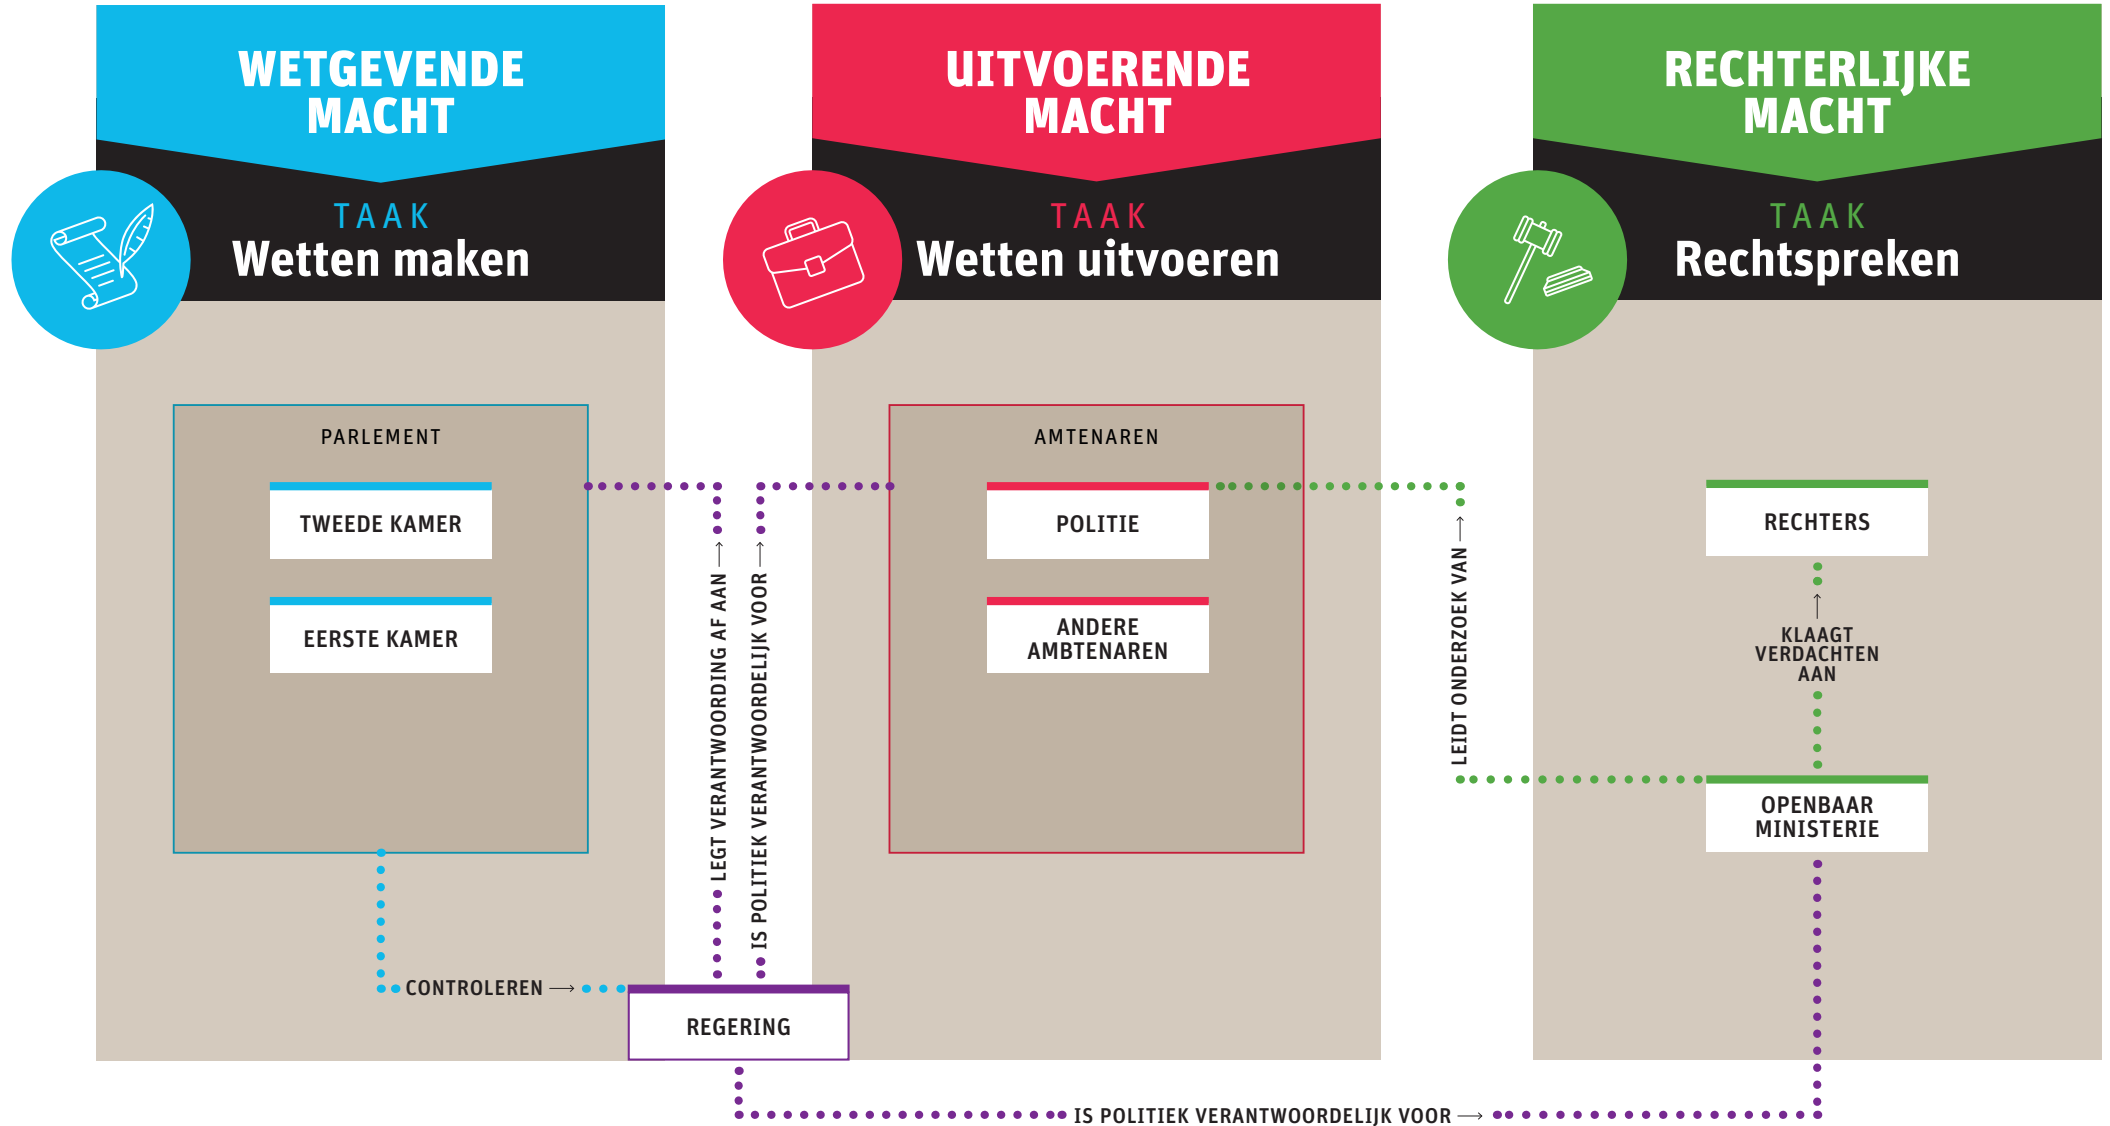 WETGEVENDE
MACHT
TAAK
Wetten maken
PARLEMENT
TWEEDE KAMER
EERSTE KAMER
CONTROLEREN
LEGT VERANTWOORDING AF AAN
IS POLITIEK VERANTWOORDELIJK VOOR
REGERING
UITVOERENDE
MACHT
TAAK
Wetten uitvoeren
AMTENAREN
POLITIE
ANDERE
AMBTENAREN
LEIDT ONDERZOEK VAN
RECHTERLIJKE
MACHT
TAAK
Rechtspreken
RECHTERS
KLAAGT
VERDACHTEN
AAN
OPENBAAR
MINISTERIE
IS POLITIEK VERANTWOORDELIJK VOOR